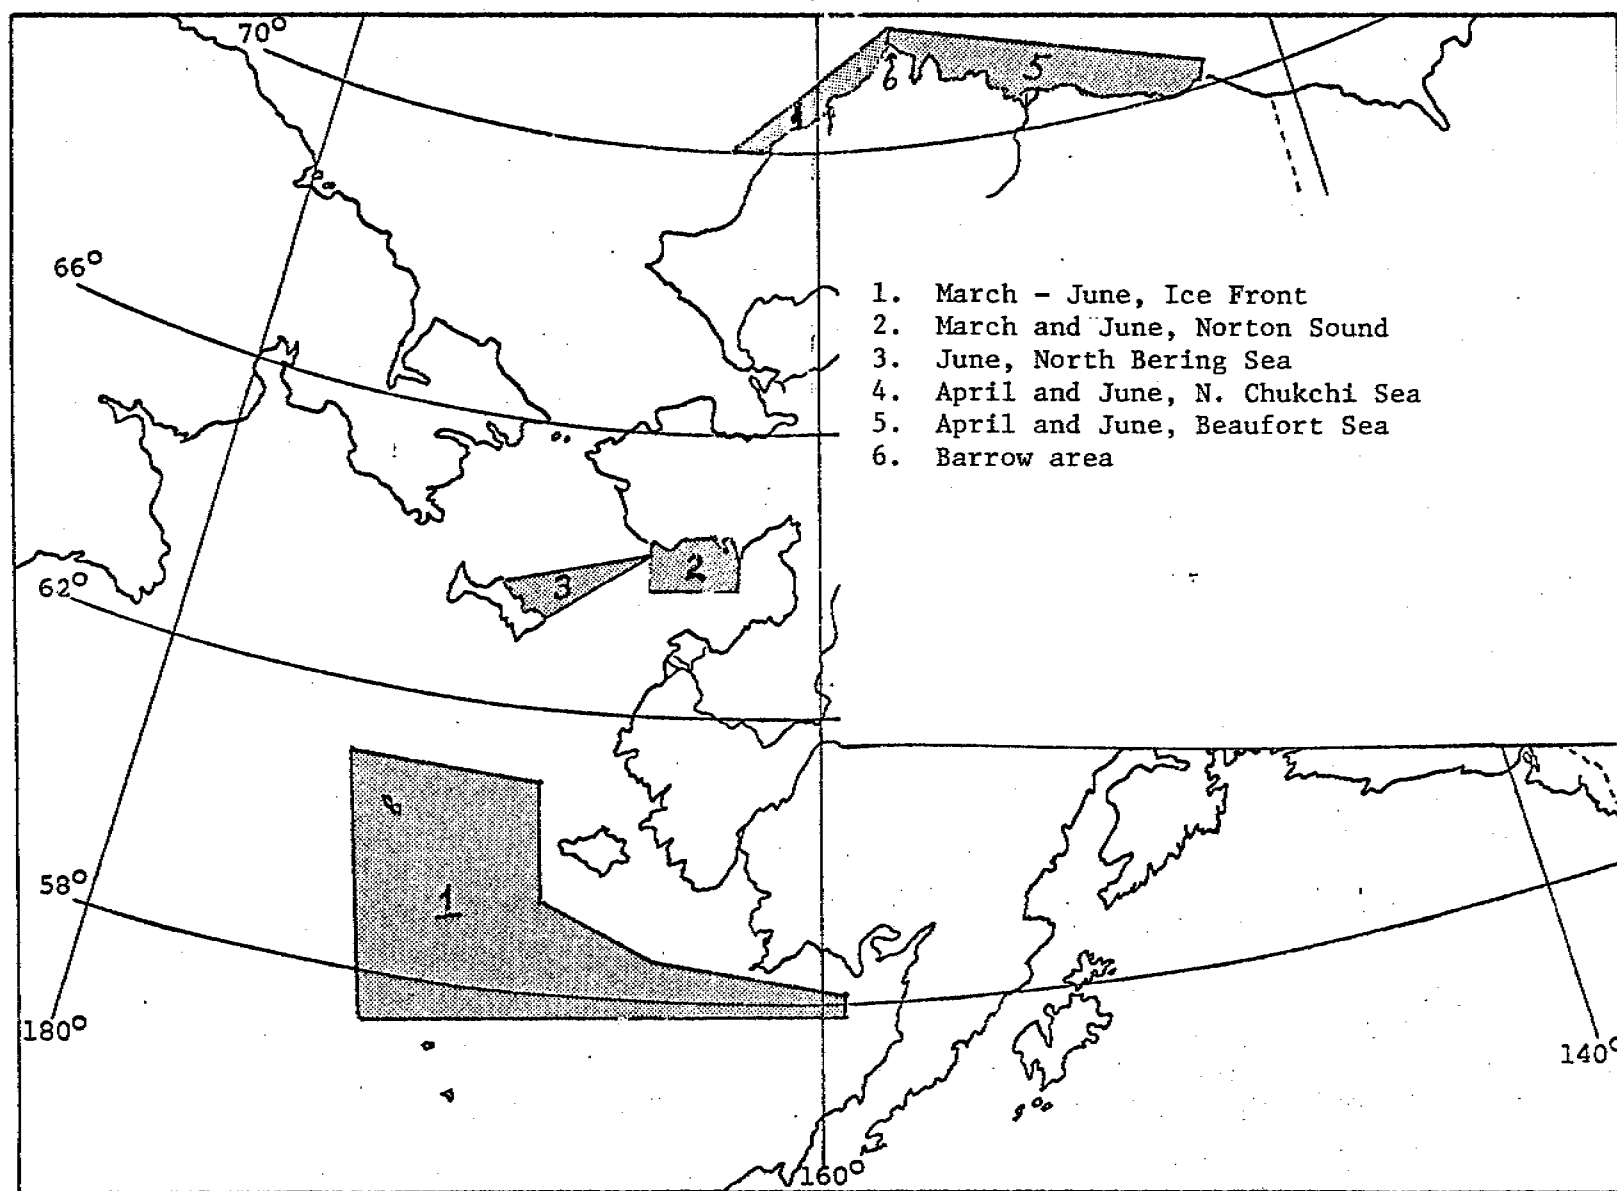 70°
6
5
4
66°
1. March - June, Ice Front
2. March and June, Norton Sound
3. June, North Bering Sea
4. April and June, N. Chukchi Sea
5. April and June, Beaufort Sea
6. Barrow area
2
3
62°
58°
1
180°
140°
160°